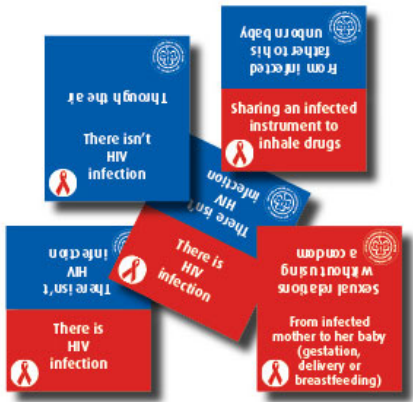 Through the air
There isn't
HIV
infection
From infected
father to his
unborn baby
Sharing an infected
instrument to
inhale drugs
There isn't
HIV
infection
There is
HIV
infection
There isn't
HIV
infection
There is
HIV
infection
Sexual relations
without using
a condom
From infected
mother to her baby
(gestation,
delivery or
breastfeeding)